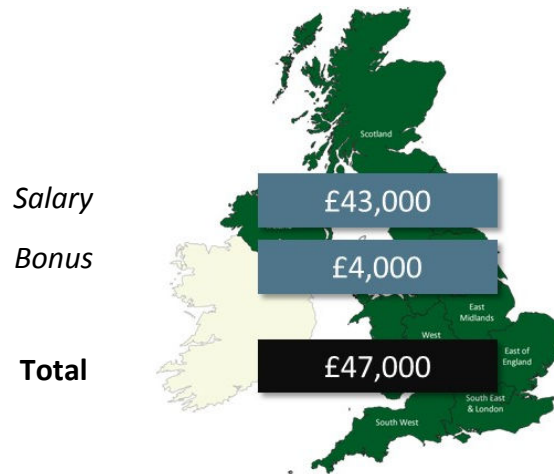 Scotland
Salary £43,000
Bonus £4,000
East
Midlands
West
Total £47,000
East of
England
South East
& London
South West